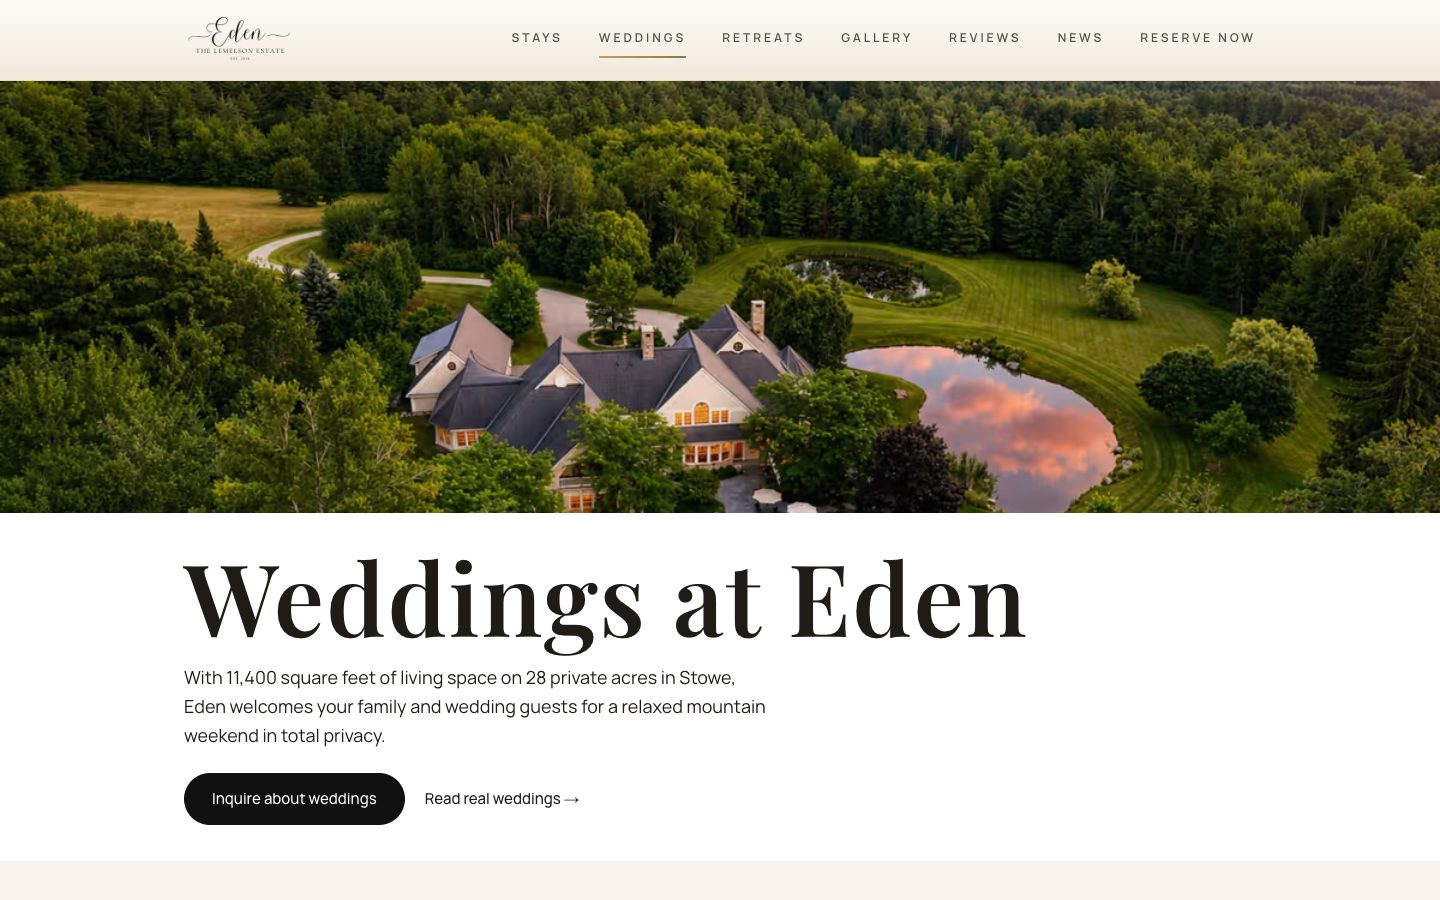 Eden
THE LEMELSON ESTATE
EST. 2016
STAYS
WEDDINGS
RETREATS
GALLERY
REVIEWS
NEWS
RESERVE NOW
Weddings at Eden
With 11,400 square feet of living space on 28 private acres in Stowe,
Eden welcomes your family and wedding guests for a relaxed mountain
weekend in total privacy.
Inquire about weddings
Read real weddings →